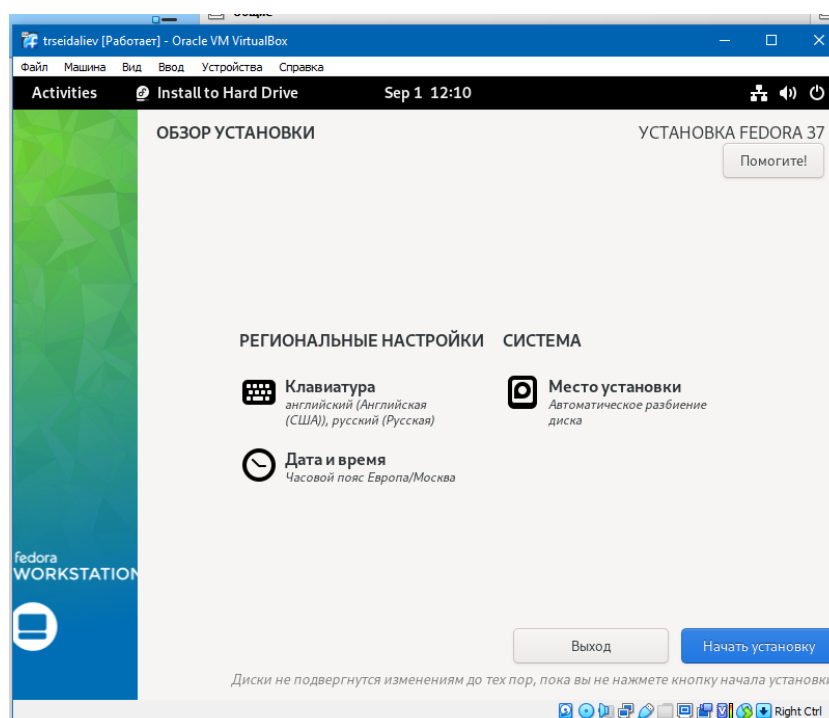 Общие
trseidaliev [Работает] - Oracle VM VirtualBox
Файл Машина Вид Ввод Устройства Справка
Activities Install to Hard Drive Sep 1 12:10
ОБЗОР УСТАНОВКИ
УСТАНОВКА FEDORA 37
Помогите!
РЕГИОНАЛЬНЫЕ НАСТРОЙКИ
Клавиатура
английский (Английская
(США)), русский (Русская)
Дата и время
Часовой пояс Европа/Москва
СИСТЕМА
Место установки
Автоматическое разбиение
диска
fedora
WORKSTATION
Выход
Начать установку
Диски не подвергнутся изменениям до тех пор, пока вы не нажмете кнопку начала установки
Right Ctrl